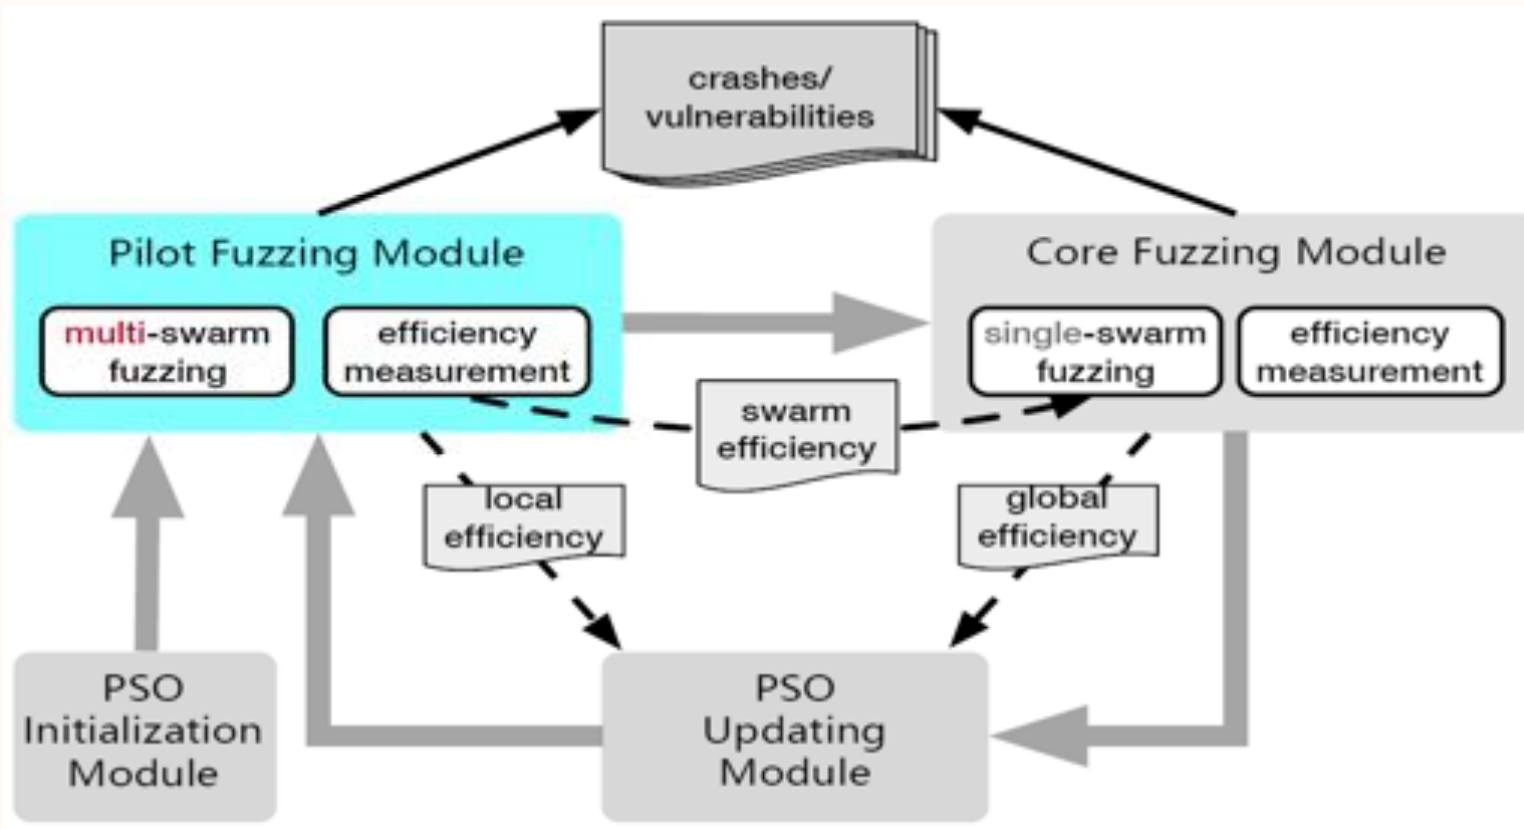 crashes/
vulnerabilities
Pilot Fuzzing Module
multi-swarm
fuzzing
efficiency
measurement
Core Fuzzing Module
single-swarm
fuzzing
efficiency
measurement
swarm
efficiency
local
efficiency
global
efficiency
PSO
Initialization
Module
PSO
Updating
Module